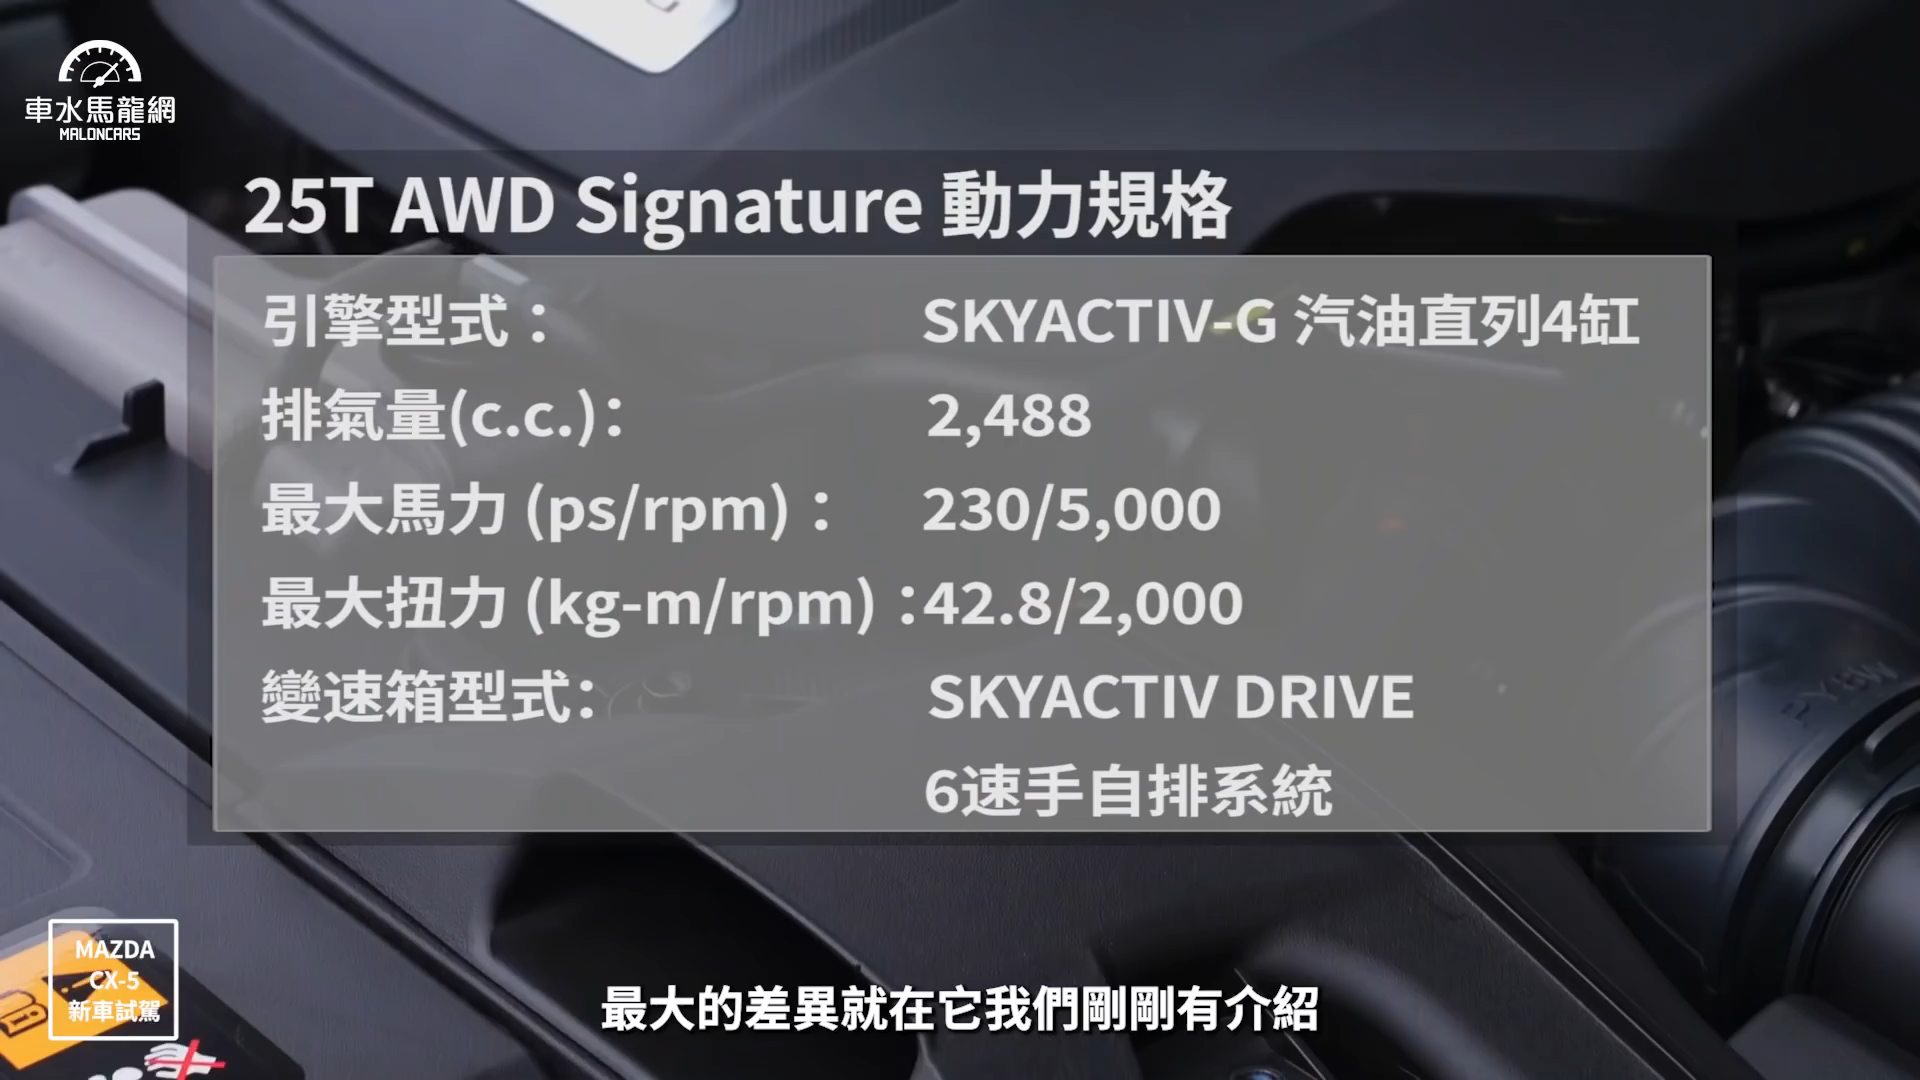 車水馬龍網
MALONCARS
25T AWD Signature 動力規格
引擎型式： SKYACTIV-G 汽油直列4缸
排氣量(c.c.)： 2,488
最大馬力 (ps/rpm)： 230/5,000
最大扭力 (kg-m/rpm)：42.8/2,000
變速箱型式： SKYACTIV DRIVE
6速手自排系統
MAZDA
CX-5
新車試駕
最大的差異就在它我們剛剛有介紹